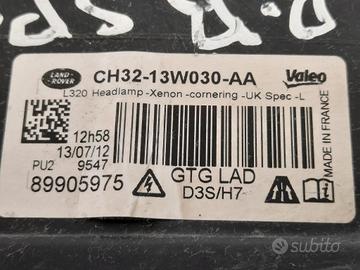 LAND-
ROVER
CH32-13W030-AA
Valeo
L320 Headlamp -Xenon -cornering -UK Spec -L
12h58
13/07/12
PU2 9547
89905975
GTG LAD
D3S/H7
MADE IN FRANCE
subito